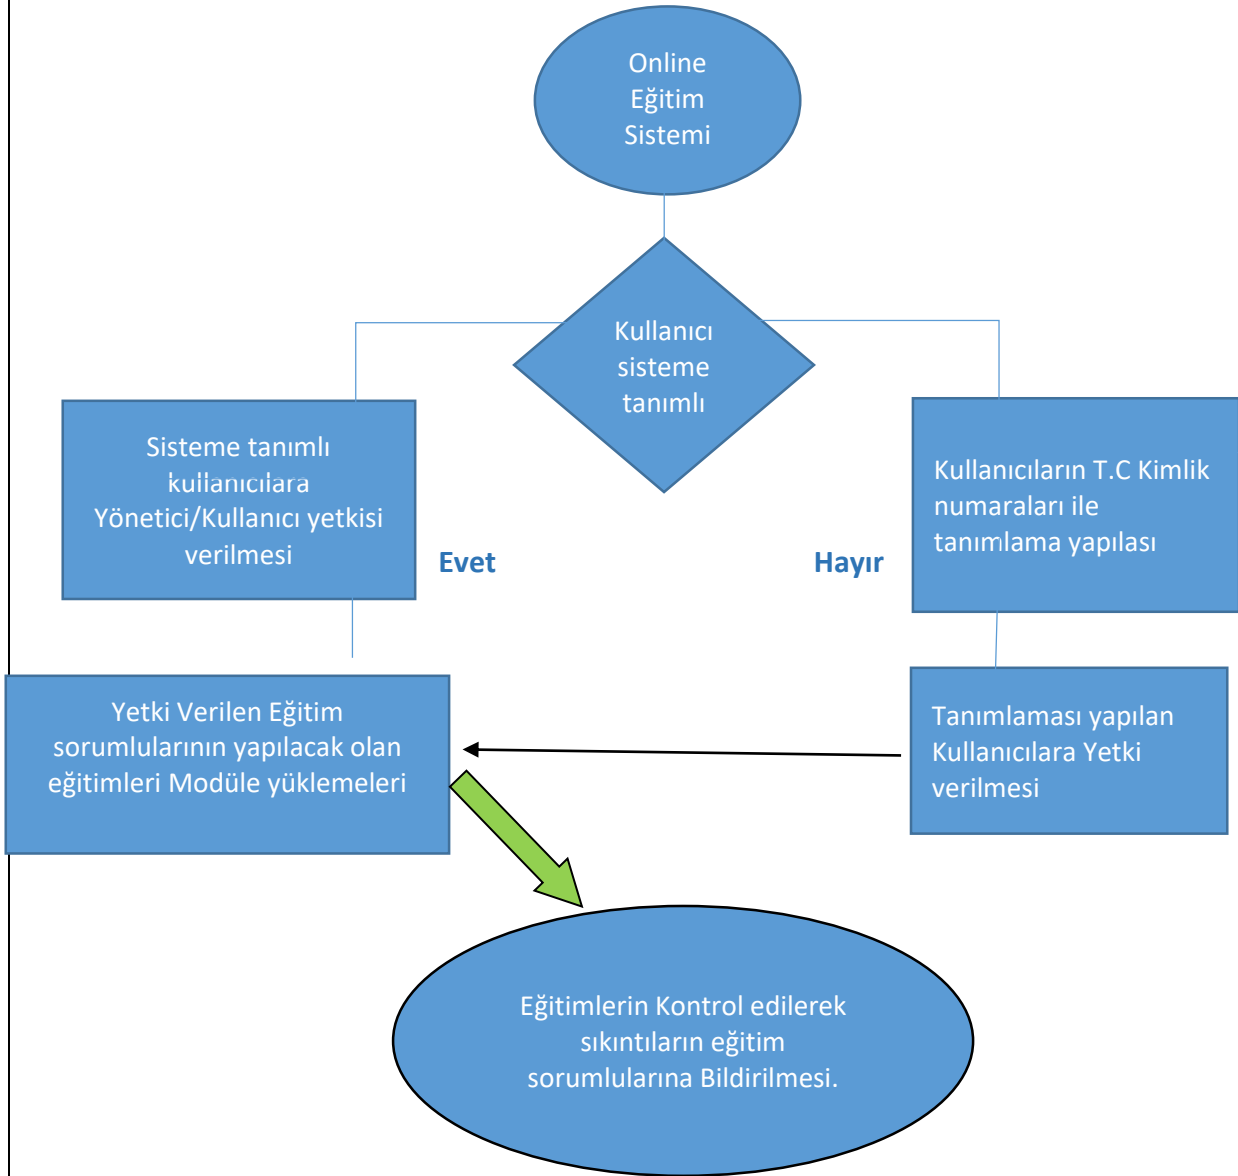 Online
Eğitim
Sistemi
Kullanıcı
sisteme
tanımlı
Sisteme tanımlı
kullanıcılara
Yönetici/Kullanıcı yetkisi
verilmesi
Kullanıcıların T.C Kimlik
numaraları ile
tanımlama yapılası
Evet
Hayır
Yetki Verilen Eğitim
sorumlularının yapılacak olan
eğitimleri Modüle yüklemeleri
Tanımlaması yapılan
Kullanıcılara Yetki
verilmesi
Eğitimlerin Kontrol edilerek
sıkıntıların eğitim
sorumlularına Bildirilmesi.